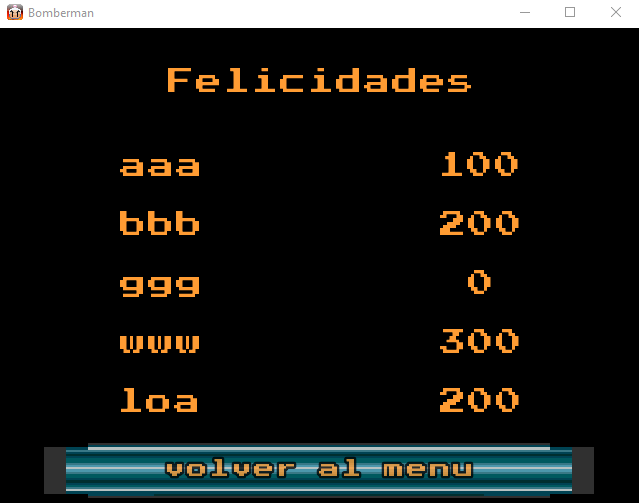 Bomberman
Felicidades
aaa 100
bbb 200
ggg 0
www 300
loa 200
volver al menu